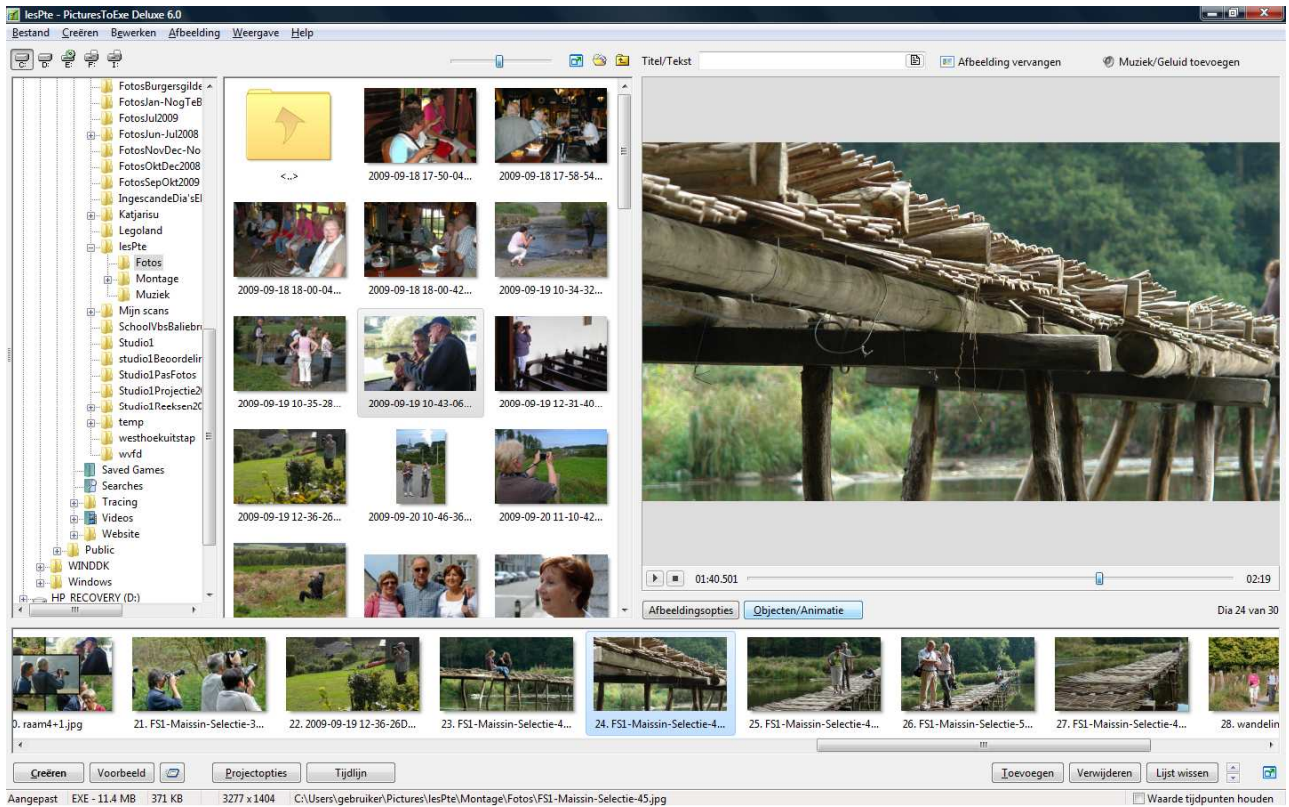 lesPte - PicturesToExe Deluxe 6.0
Bestand Creëren Bewerken Afbeelding Weergave Help
C: D: E: F: I:
Titel/Tekst
Afbeelding vervangen
Muziek/Geluid toevoegen
FotosBurgersgilde
FotosJan-NogTeB
FotosJul2009
FotosJun-Jul2008
FotosNovDec-No
FotosOktDec2008
FotosSepOkt2009
IngescandeDia'sEl
Katjarisu
Legoland
lesPte
Fotos
Montage
Muziek
Mijn scans
SchoolVbsBaliebr
Studio1
studio1Beoordelir
Studio1PasFotos
Studio1Projectie2
Studio1Reeksen2C
temp
westhoekuitstap
wvfd
Saved Games
Searches
Tracing
Videos
Website
Public
WINDDK
Windows
HP_RECOVERY (D:)
<..>
2009-09-18 17-50-04...
2009-09-18 17-58-54...
2009-09-18 18-00-04...
2009-09-18 18-00-42...
2009-09-19 10-34-32...
2009-09-19 10-35-28...
2009-09-19 10-43-06...
2009-09-19 12-31-40...
2009-09-19 12-36-26...
2009-09-20 10-46-36...
2009-09-20 11-10-42...
01:40.501
02:19
Afbeeldingsopties
Objecten/Animatie
Dia 24 van 30
0. raam4+1.jpg
21. FS1-Maissin-Selectie-3...
22. 2009-09-19 12-36-26D...
23. FS1-Maissin-Selectie-4...
24. FS1-Maissin-Selectie-4...
25. FS1-Maissin-Selectie-4...
26. FS1-Maissin-Selectie-5...
27. FS1-Maissin-Selectie-4...
28. wandelin
Creëren
Voorbeeld
Projectopties
Tijdlijn
Toevoegen
Verwijderen
Lijst wissen
Aangepast
EXE - 11.4 MB
371 KB
3277 x 1404
C:\Users\gebruiker\Pictures\lesPte\Montage\Fotos\FS1-Maissin-Selectie-45.jpg
Waarde tijdpunten houden